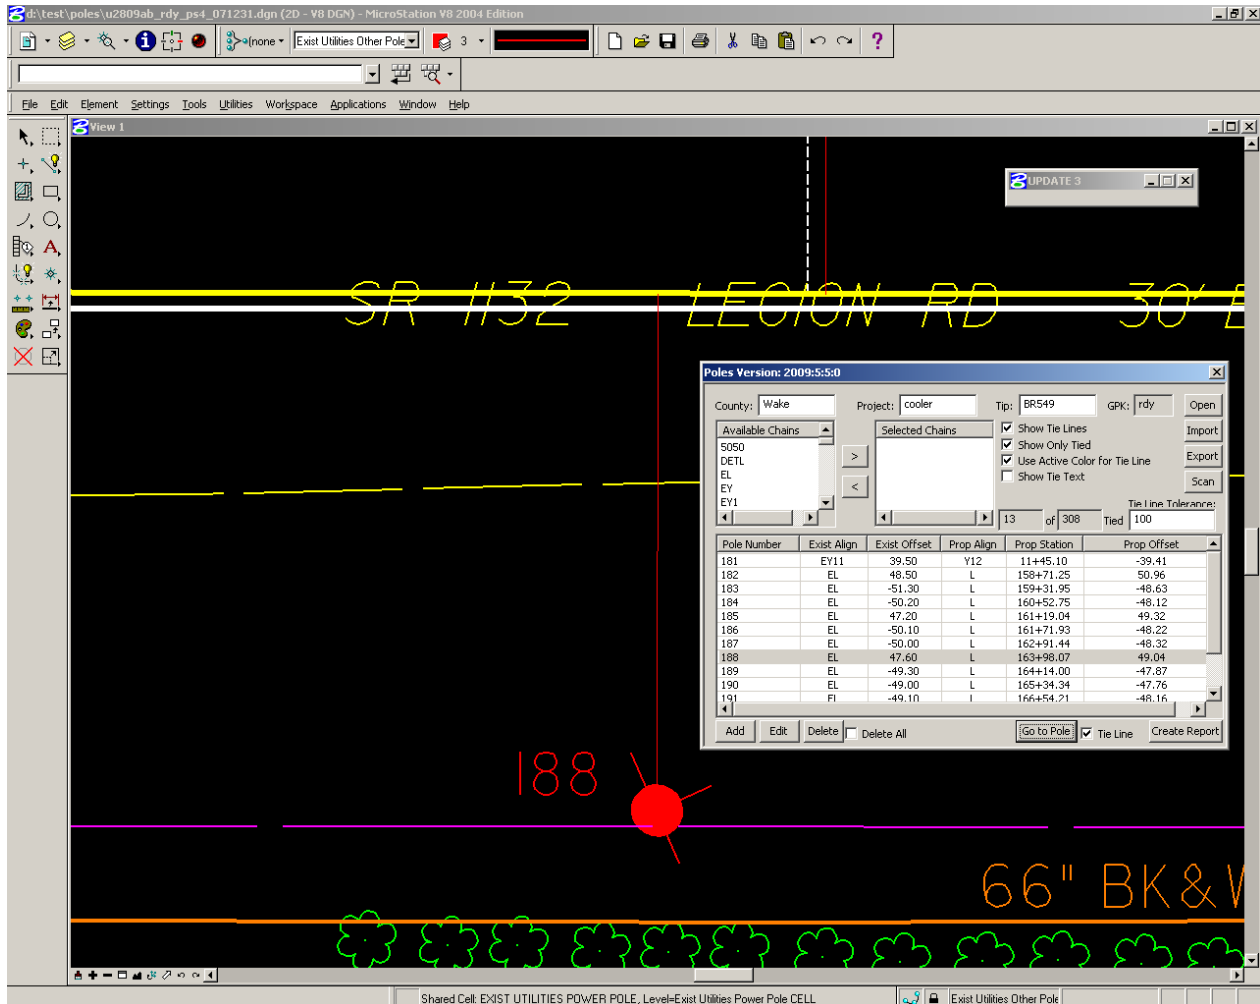 d:\test\poles\u2809ab_rdy_ps4_071231.dgn (2D - V8 DGN) - MicroStation V8 2004 Edition
(none Exist Utilities Other Pole 3
File Edit Element Settings Tools Utilities Workspace Applications Window Help
View 1
UPDATE 3
SR 1132 LEGION RD 30'
Poles Version: 2009:5:5:0
County: Wake Project: cooler Tip: BR549 GPK: rdy Open
Available Chains Selected Chains Show Tie Lines Import
5050 Show Only Tied
DETL Use Active Color for Tie Line Export
EL Show Tie Text
EY Scan
EY1 Tie Line Tolerance:
13 of 308 Tied 100
Pole Number Exist Align Exist Offset Prop Align Prop Station Prop Offset
181 EY11 39.50 Y12 11+45.10 -39.41
182 EL 48.50 L 158+71.25 50.96
183 EL -51.30 L 159+31.95 -48.63
184 EL -50.20 L 160+52.75 -48.12
185 EL 47.20 L 161+19.04 49.32
186 EL -50.10 L 161+71.93 -48.22
187 EL -50.00 L 162+91.44 -48.32
188 EL 47.60 L 163+98.07 49.04
189 EL -49.30 L 164+14.00 -47.87
190 EL -49.00 L 165+34.34 -47.76
191 EL -49.10 L 166+54.21 -48.16
Add Edit Delete Delete All Go to Pole Tie Line Create Report
188
66" BK&
Shared Cell: EXIST UTILITIES POWER POLE, Level=Exist Utilities Power Pole CELL Exist Utilities Other Pole